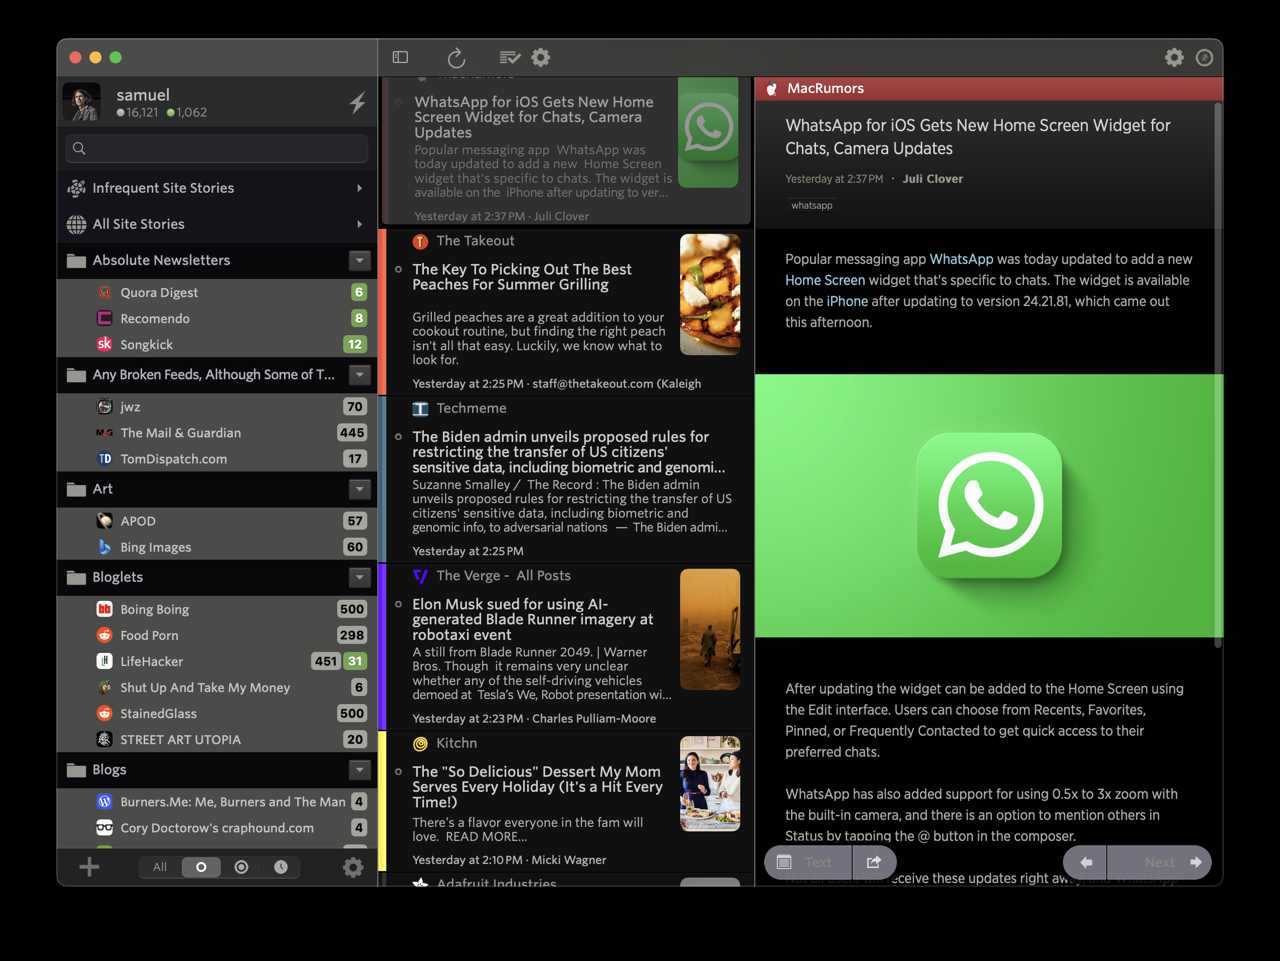 samuel
16,121 1,062
Infrequent Site Stories
All Site Stories
Absolute Newsletters
Quora Digest 6
Recomendo 8
Songkick 12
Any Broken Feeds, Although Some of T...
jwz 70
The Mail & Guardian 445
TomDispatch.com 17
Art
APOD 57
Bing Images 60
Bloglets
Boing Boing 500
Food Porn 298
LifeHacker 451 31
Shut Up And Take My Money 6
StainedGlass 500
STREET ART UTOPIA 20
Blogs
Burners.Me: Me, Burners and The Man 4
Cory Doctorow's craphound.com 4
All
MacRumors
WhatsApp for iOS Gets New Home
Screen Widget for Chats, Camera
Updates
Popular messaging app WhatsApp was
today updated to add a new Home Screen
widget that's specific to chats. The widget is
available on the iPhone after updating to ver...
Yesterday at 2:37 PM · Juli Clover
The Takeout
The Key To Picking Out The Best
Peaches For Summer Grilling
Grilled peaches are a great addition to your
cookout routine, but finding the right peach
isn't all that easy. Luckily, we know what to
look for.
Yesterday at 2:25 PM · staff@thetakeout.com (Kaleigh
Techmeme
The Biden admin unveils proposed rules for
restricting the transfer of US citizens'
sensitive data, including biometric and genomi...
Suzanne Smalley / The Record : The Biden admin
unveils proposed rules for restricting the transfer of US
citizens' sensitive data, including biometric and
genomic info, to adversarial nations — The Biden admi...
Yesterday at 2:25 PM
The Verge - All Posts
Elon Musk sued for using AI-
generated Blade Runner imagery at
robotaxi event
A still from Blade Runner 2049. | Warner
Bros. Though it remains very unclear
whether any of the self-driving vehicles
demoed at Tesla's We, Robot presentation wi...
Yesterday at 2:23 PM · Charles Pulliam-Moore
Kitchn
The "So Delicious" Dessert My Mom
Serves Every Holiday (It's a Hit Every
Time!)
There's a flavor everyone in the fam will
love. READ MORE...
Yesterday at 2:10 PM · Micki Wagner
Adafruit Industries
MacRumors
WhatsApp for iOS Gets New Home Screen Widget for
Chats, Camera Updates
Yesterday at 2:37 PM · Juli Clover
whatsapp
Popular messaging app WhatsApp was today updated to add a new
Home Screen widget that's specific to chats. The widget is available
on the iPhone after updating to version 24.21.81, which came out
this afternoon.
After updating the widget can be added to the Home Screen using
the Edit interface. Users can choose from Recents, Favorites,
Pinned, or Frequently Contacted to get quick access to their
preferred chats.
WhatsApp has also added support for using 0.5x to 3x zoom with
the built-in camera, and there is an option to mention others in
Status by tapping the @ button in the composer.
Not all users will receive these updates right away, and WhatsApp
Text
Next